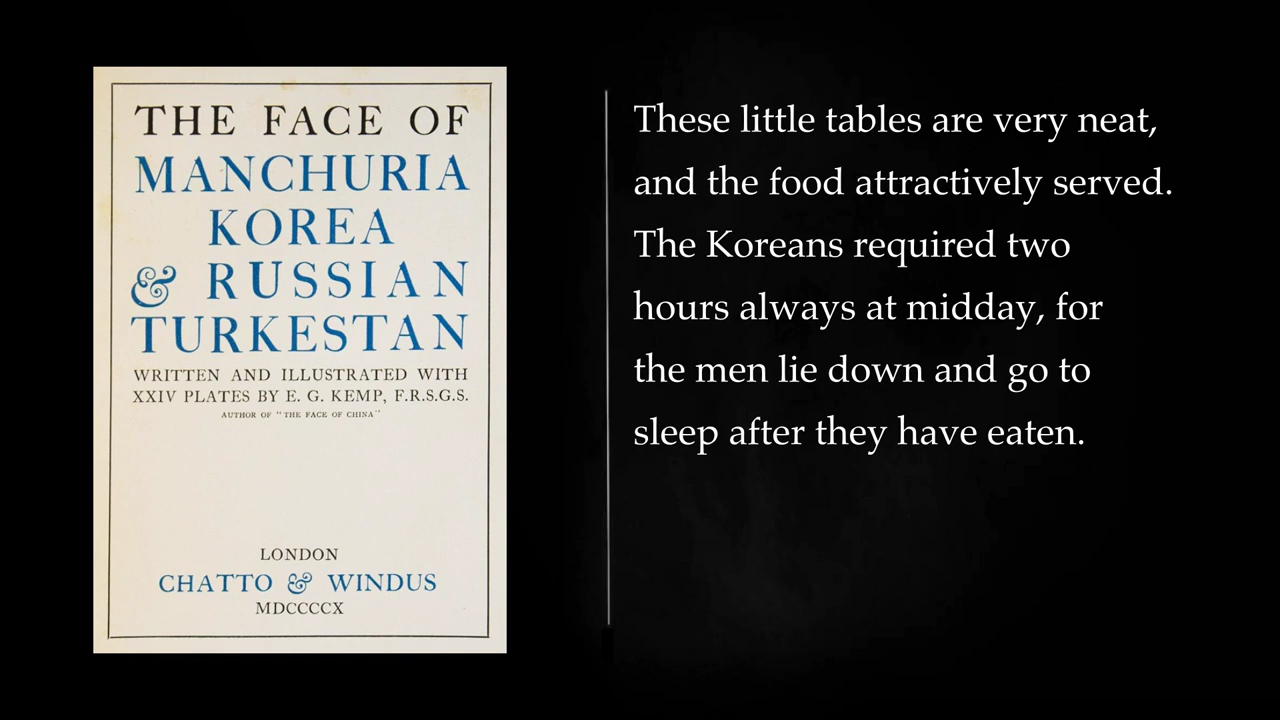 THE FACE OF
MANCHURIA
KOREA
& RUSSIAN
TURKESTAN
WRITTEN AND ILLUSTRATED WITH
XXIV PLATES BY E. G. KEMP, F.R.S.G.S.
AUTHOR OF "THE FACE OF CHINA"
LONDON
CHATTO & WINDUS
MDCCCCX
These little tables are very neat,
and the food attractively served.
The Koreans required two
hours always at midday, for
the men lie down and go to
sleep after they have eaten.